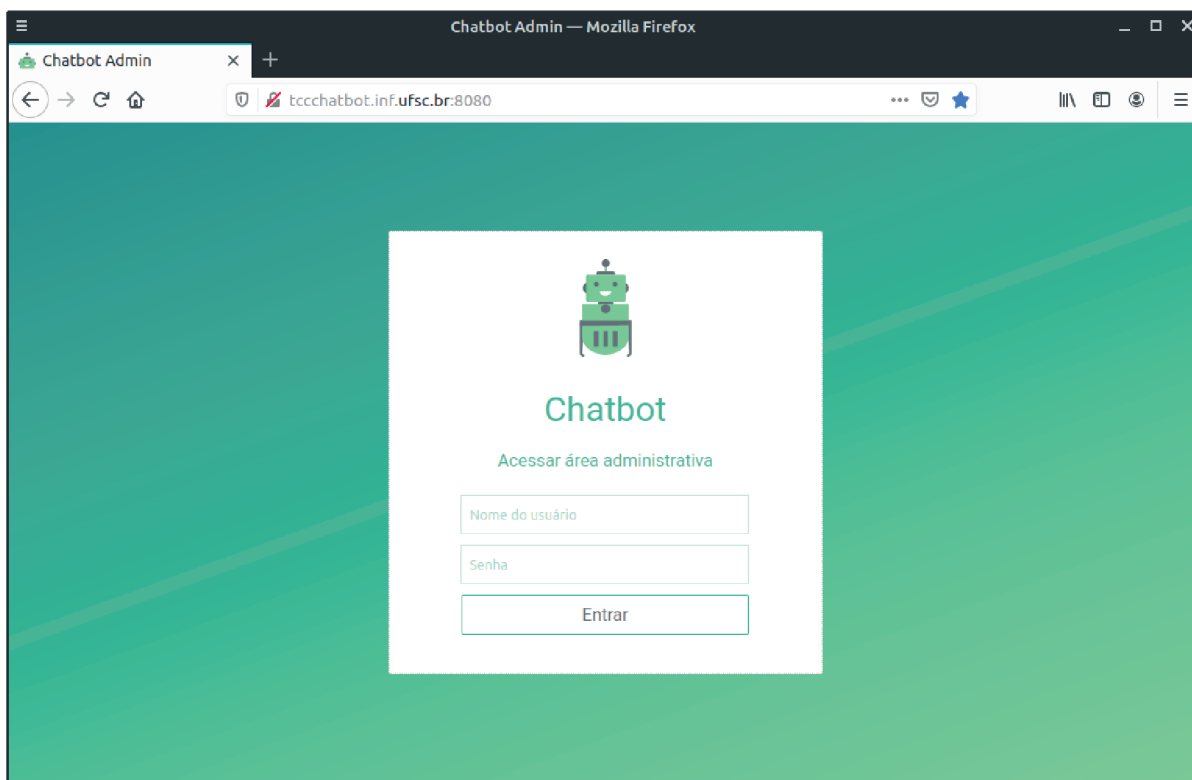 Chatbot Admin — Mozilla Firefox
Chatbot Admin
tccchatbot.inf.ufsc.br:8080
Chatbot
Acessar área administrativa
Nome do usuário
Senha
Entrar